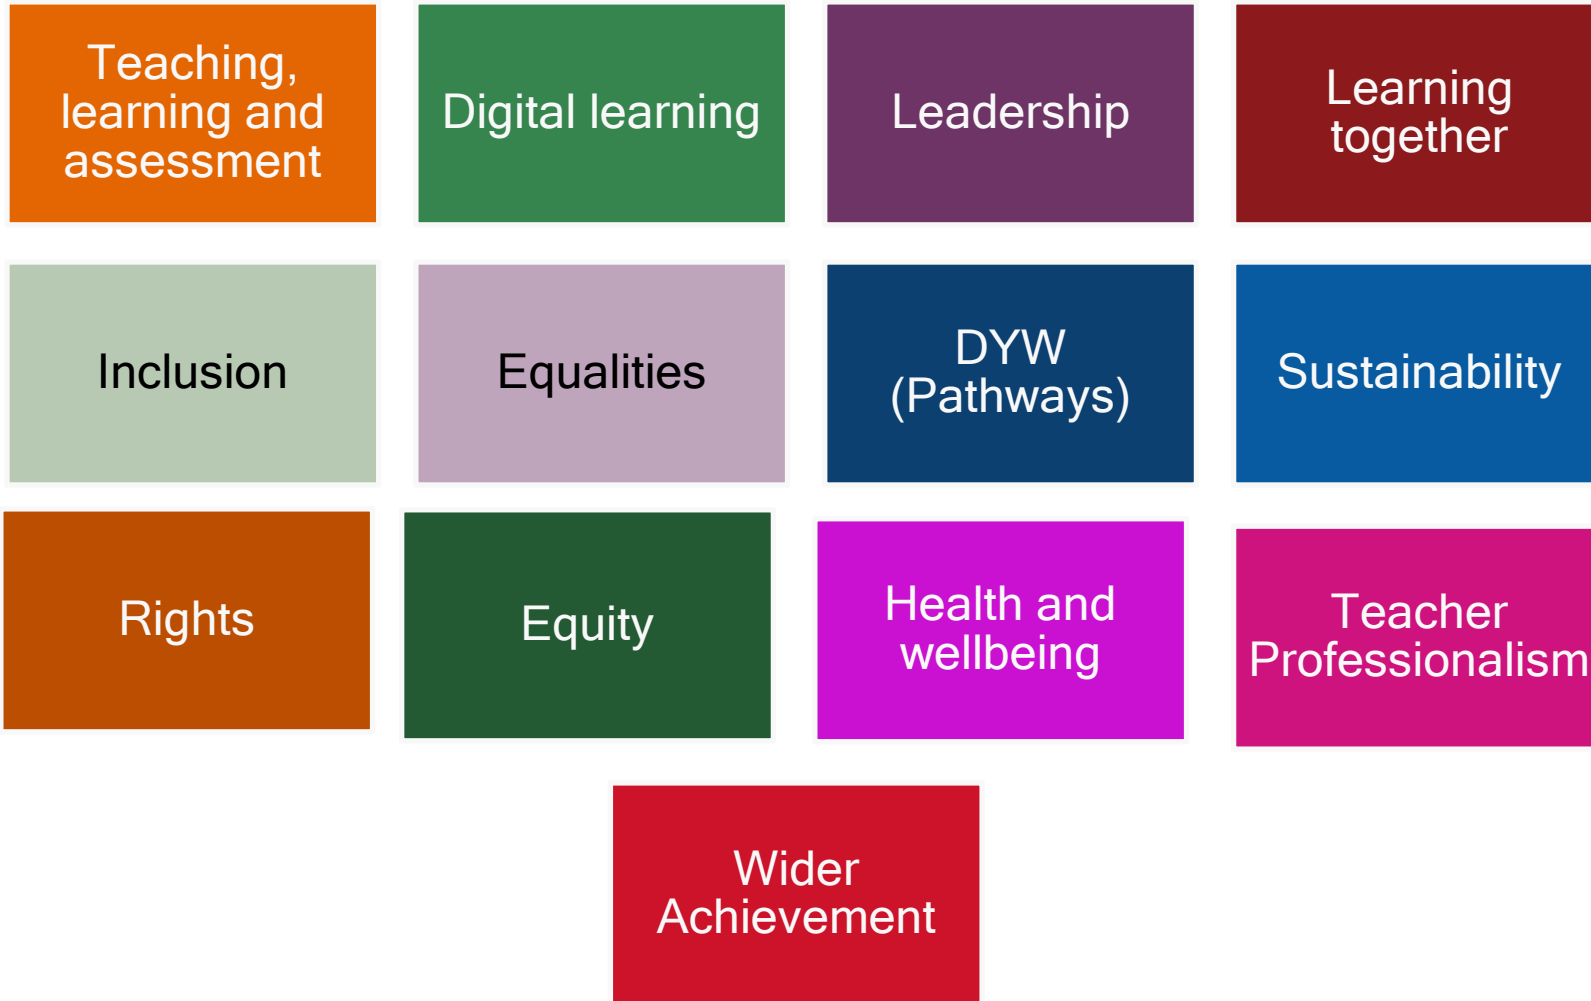 Teaching,
learning and
assessment
Digital learning
Leadership
Learning
together
Inclusion
Equalities
DYW
(Pathways)
Sustainability
Rights
Equity
Health and
wellbeing
Teacher
Professionalism
Wider
Achievement